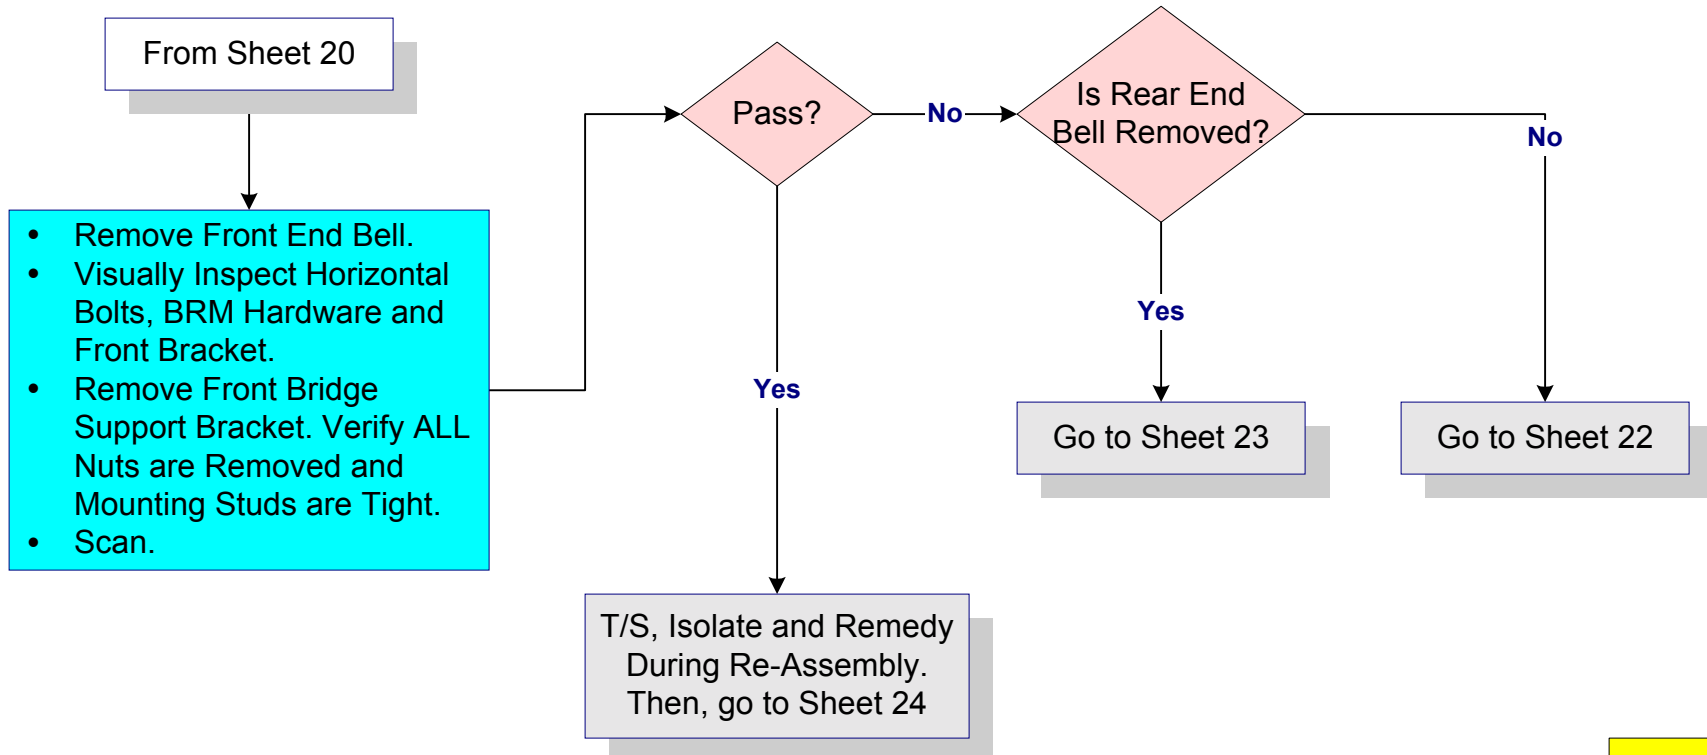 From Sheet 20
• Remove Front End Bell.
• Visually Inspect Horizontal
Bolts, BRM Hardware and
Front Bracket.
• Remove Front Bridge
Support Bracket. Verify ALL
Nuts are Removed and
Mounting Studs are Tight.
• Scan.
Pass?
No
Is Rear End
Bell Removed?
No
Yes
Yes
Go to Sheet 23
Go to Sheet 22
T/S, Isolate and Remedy
During Re-Assembly.
Then, go to Sheet 24